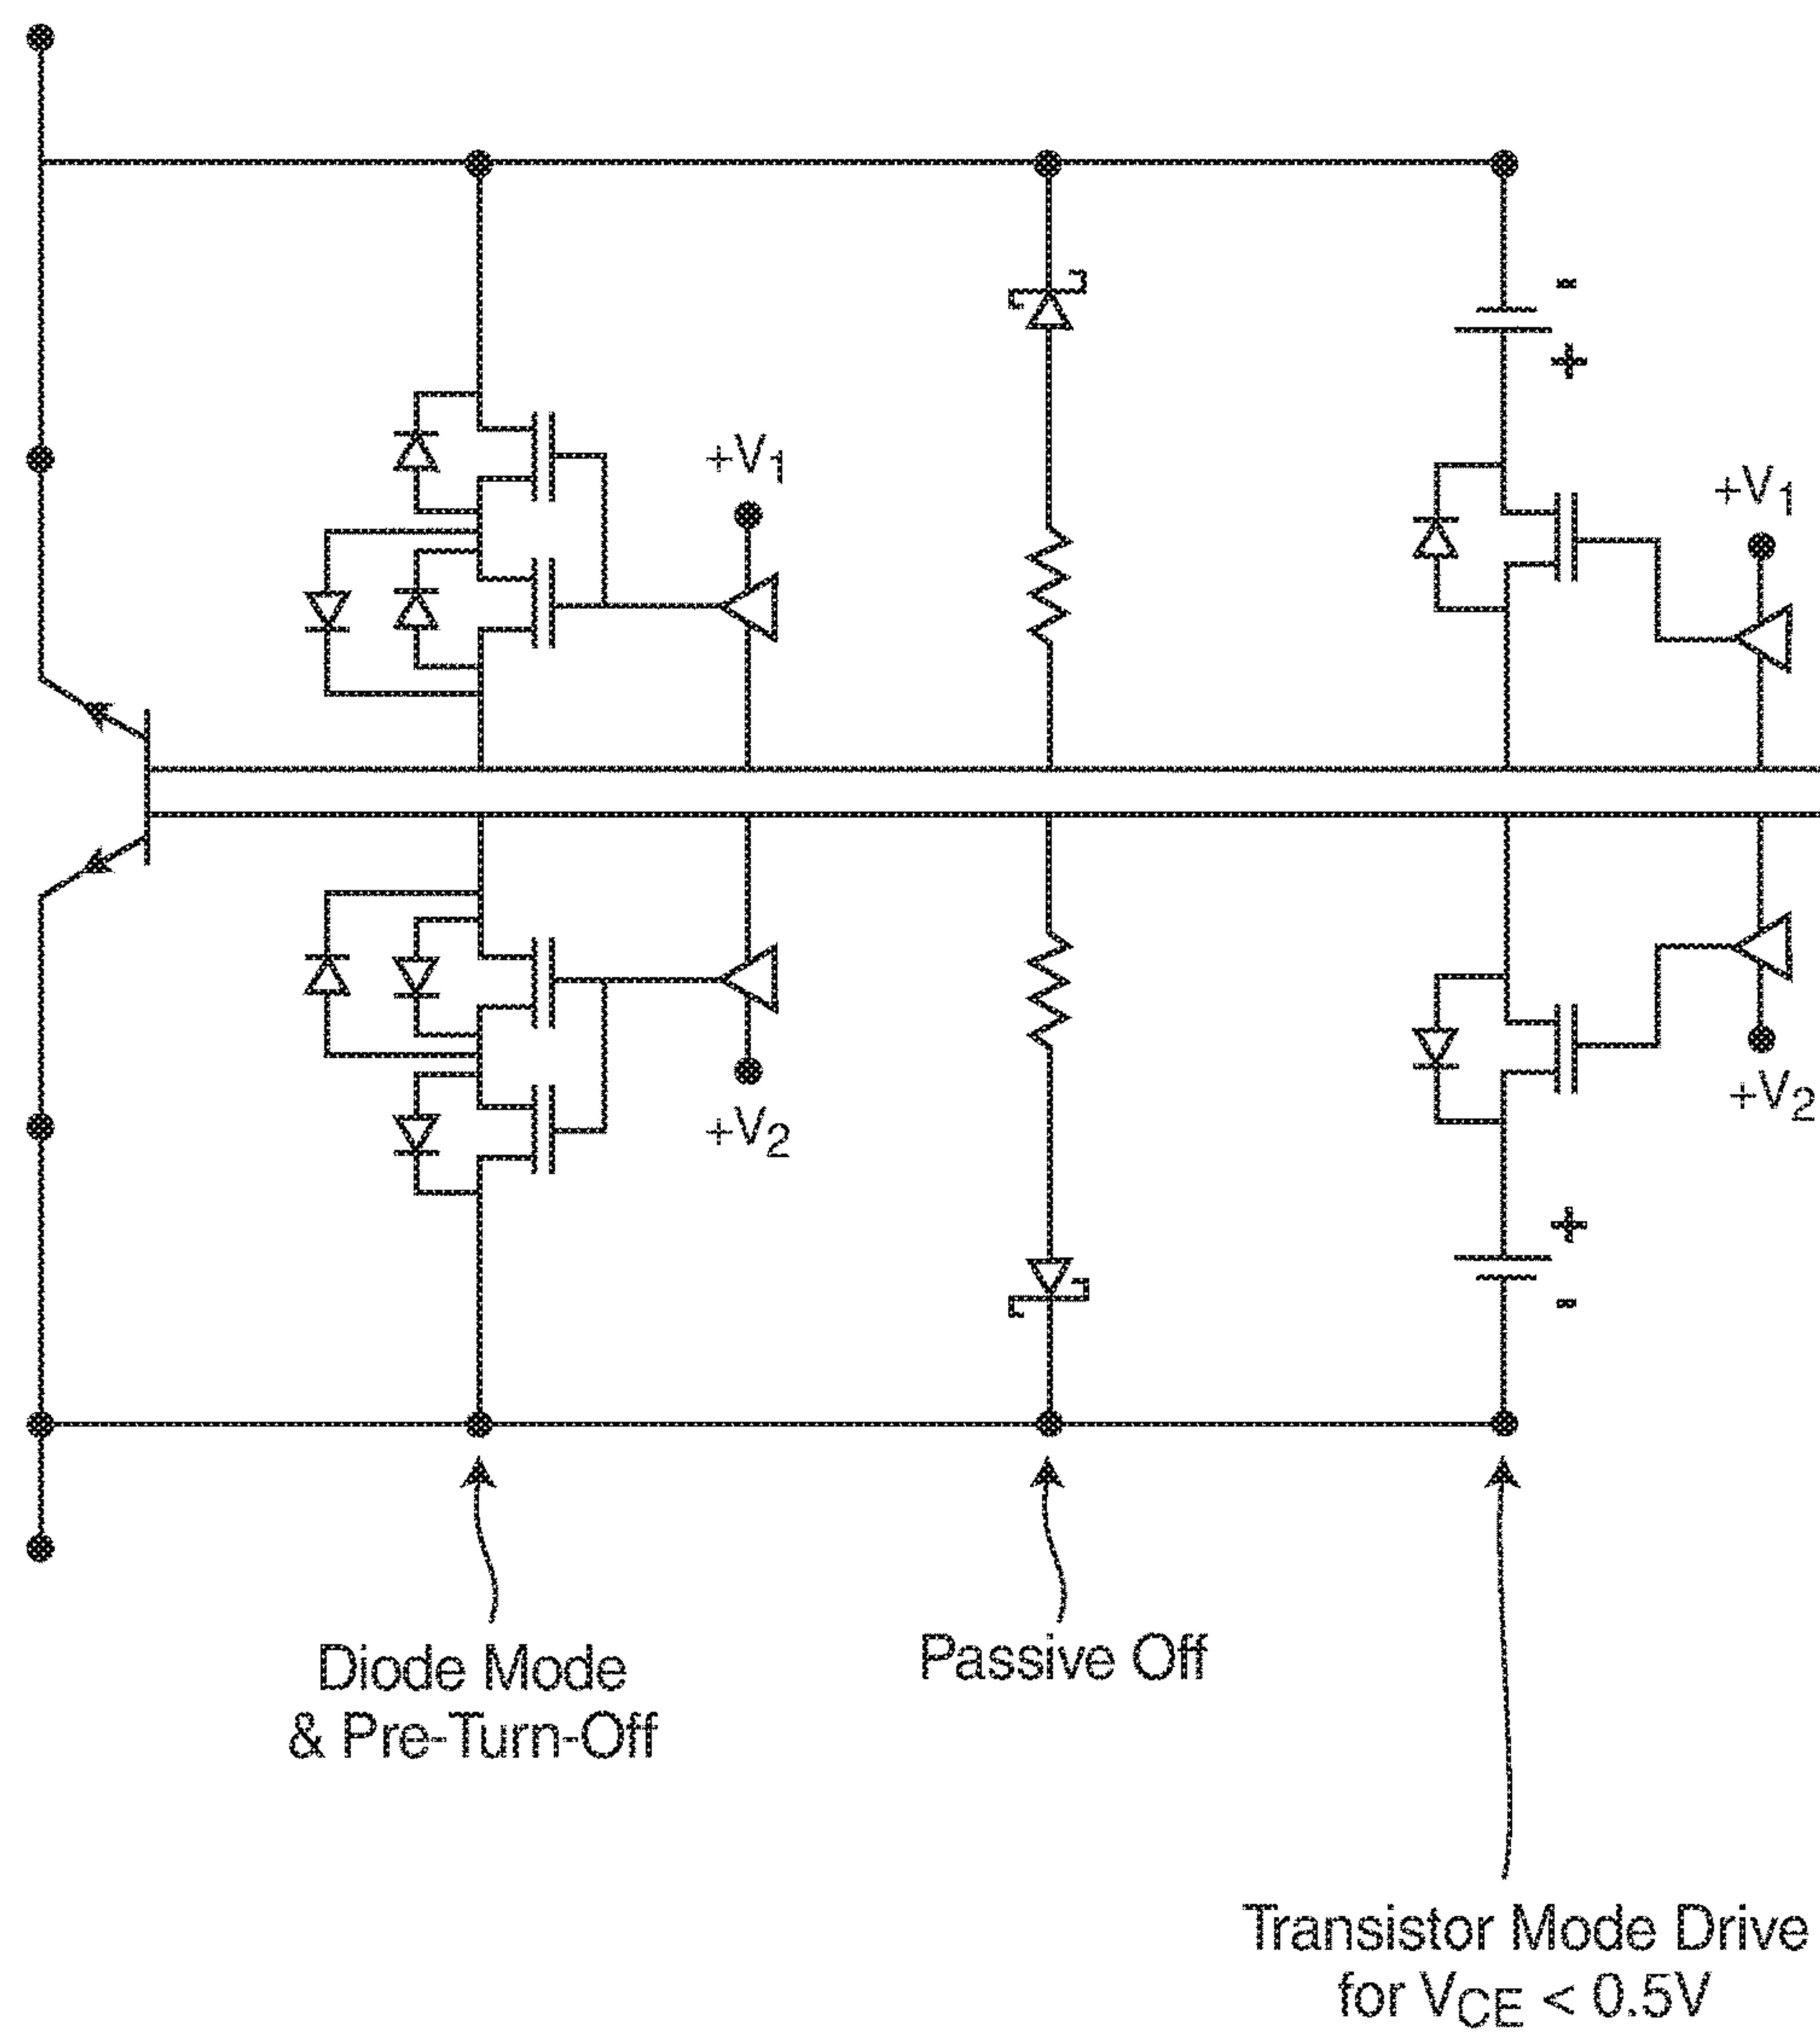 -
+
+V1
+V1
+V2
+V2
+
-
Diode Mode
& Pre-Turn-Off
Passive Off
Transistor Mode Drive
for VCE < 0.5V